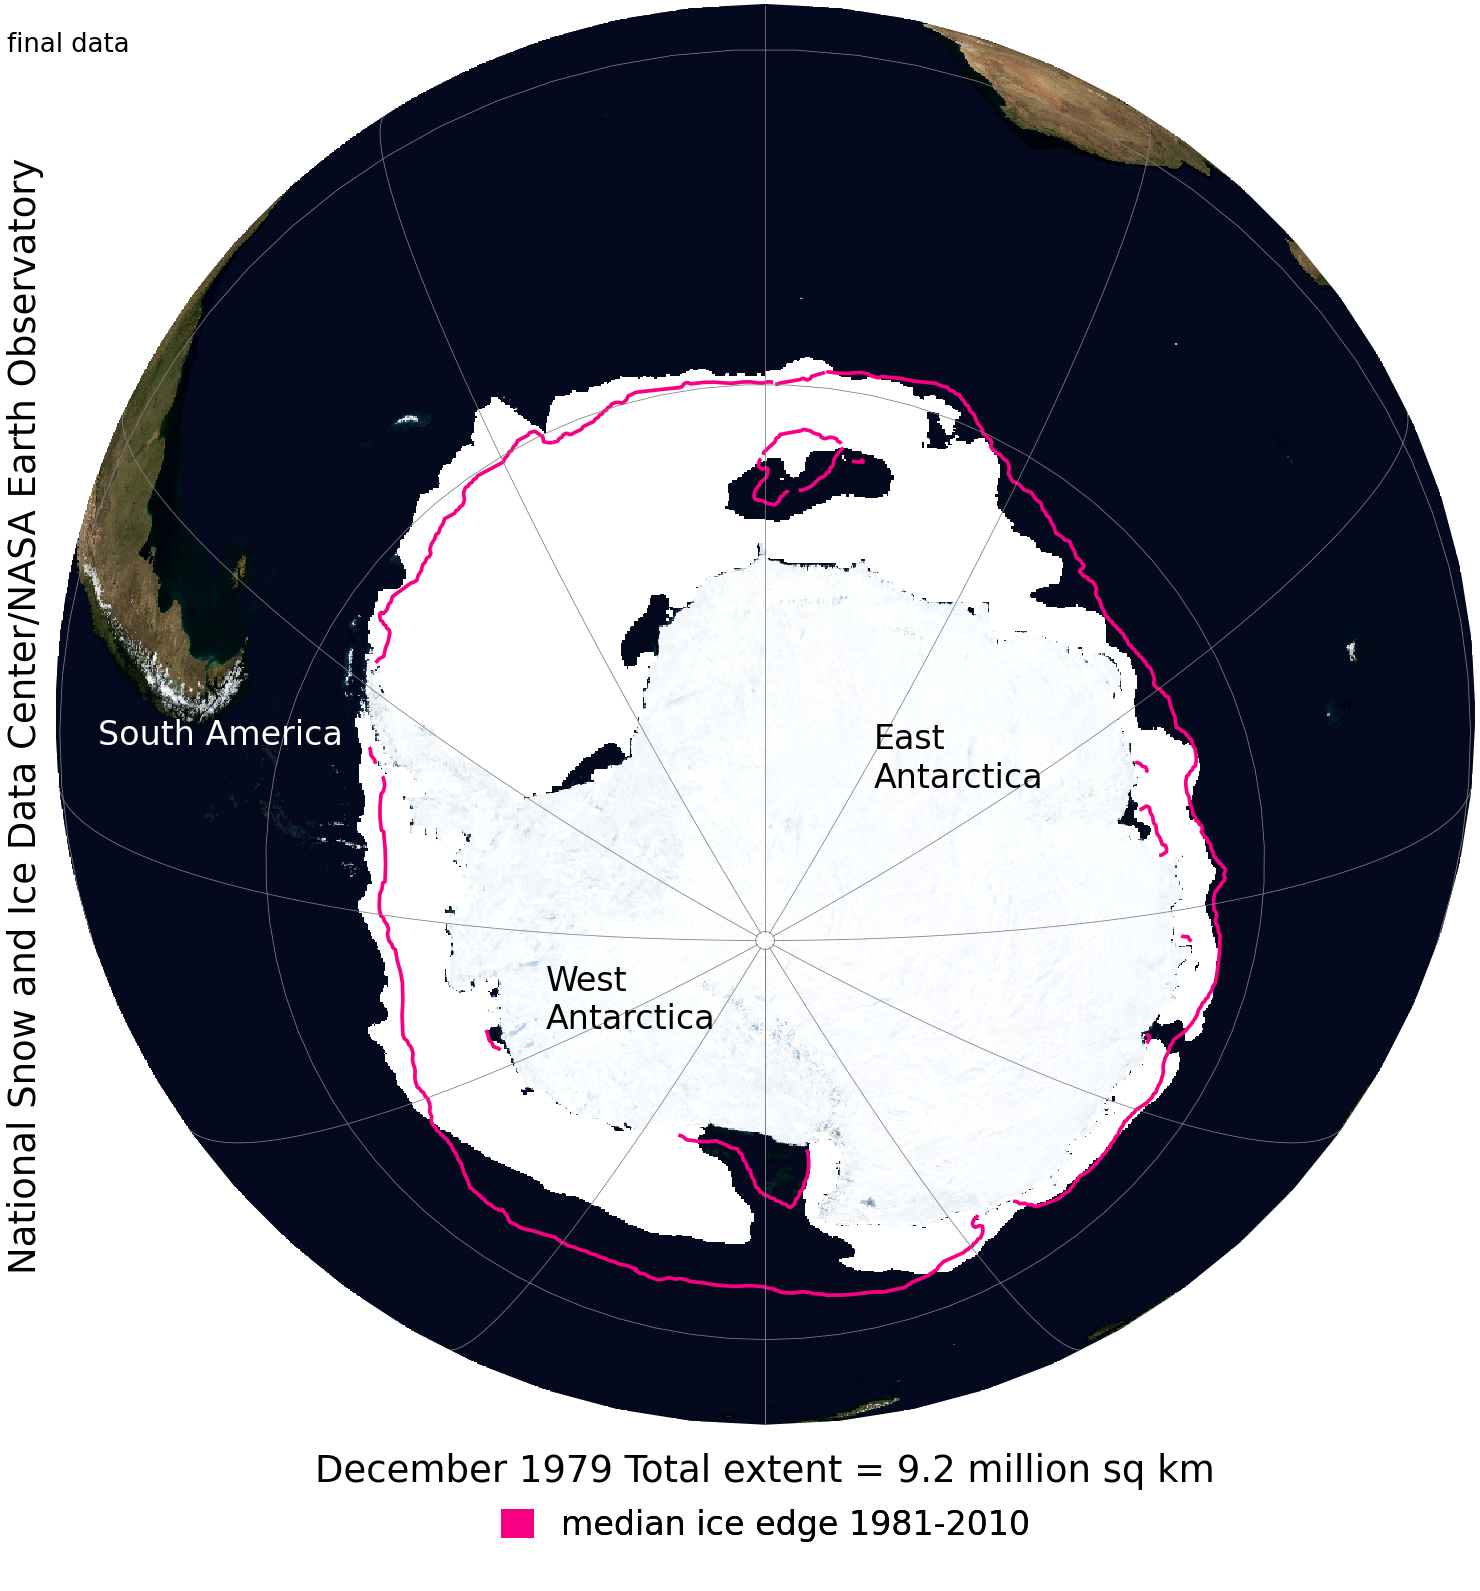 final data
National Snow and Ice Data Center/NASA Earth Observatory
South America
East
Antarctica
West
Antarctica
December 1979 Total extent = 9.2 million sq km
median ice edge 1981-2010